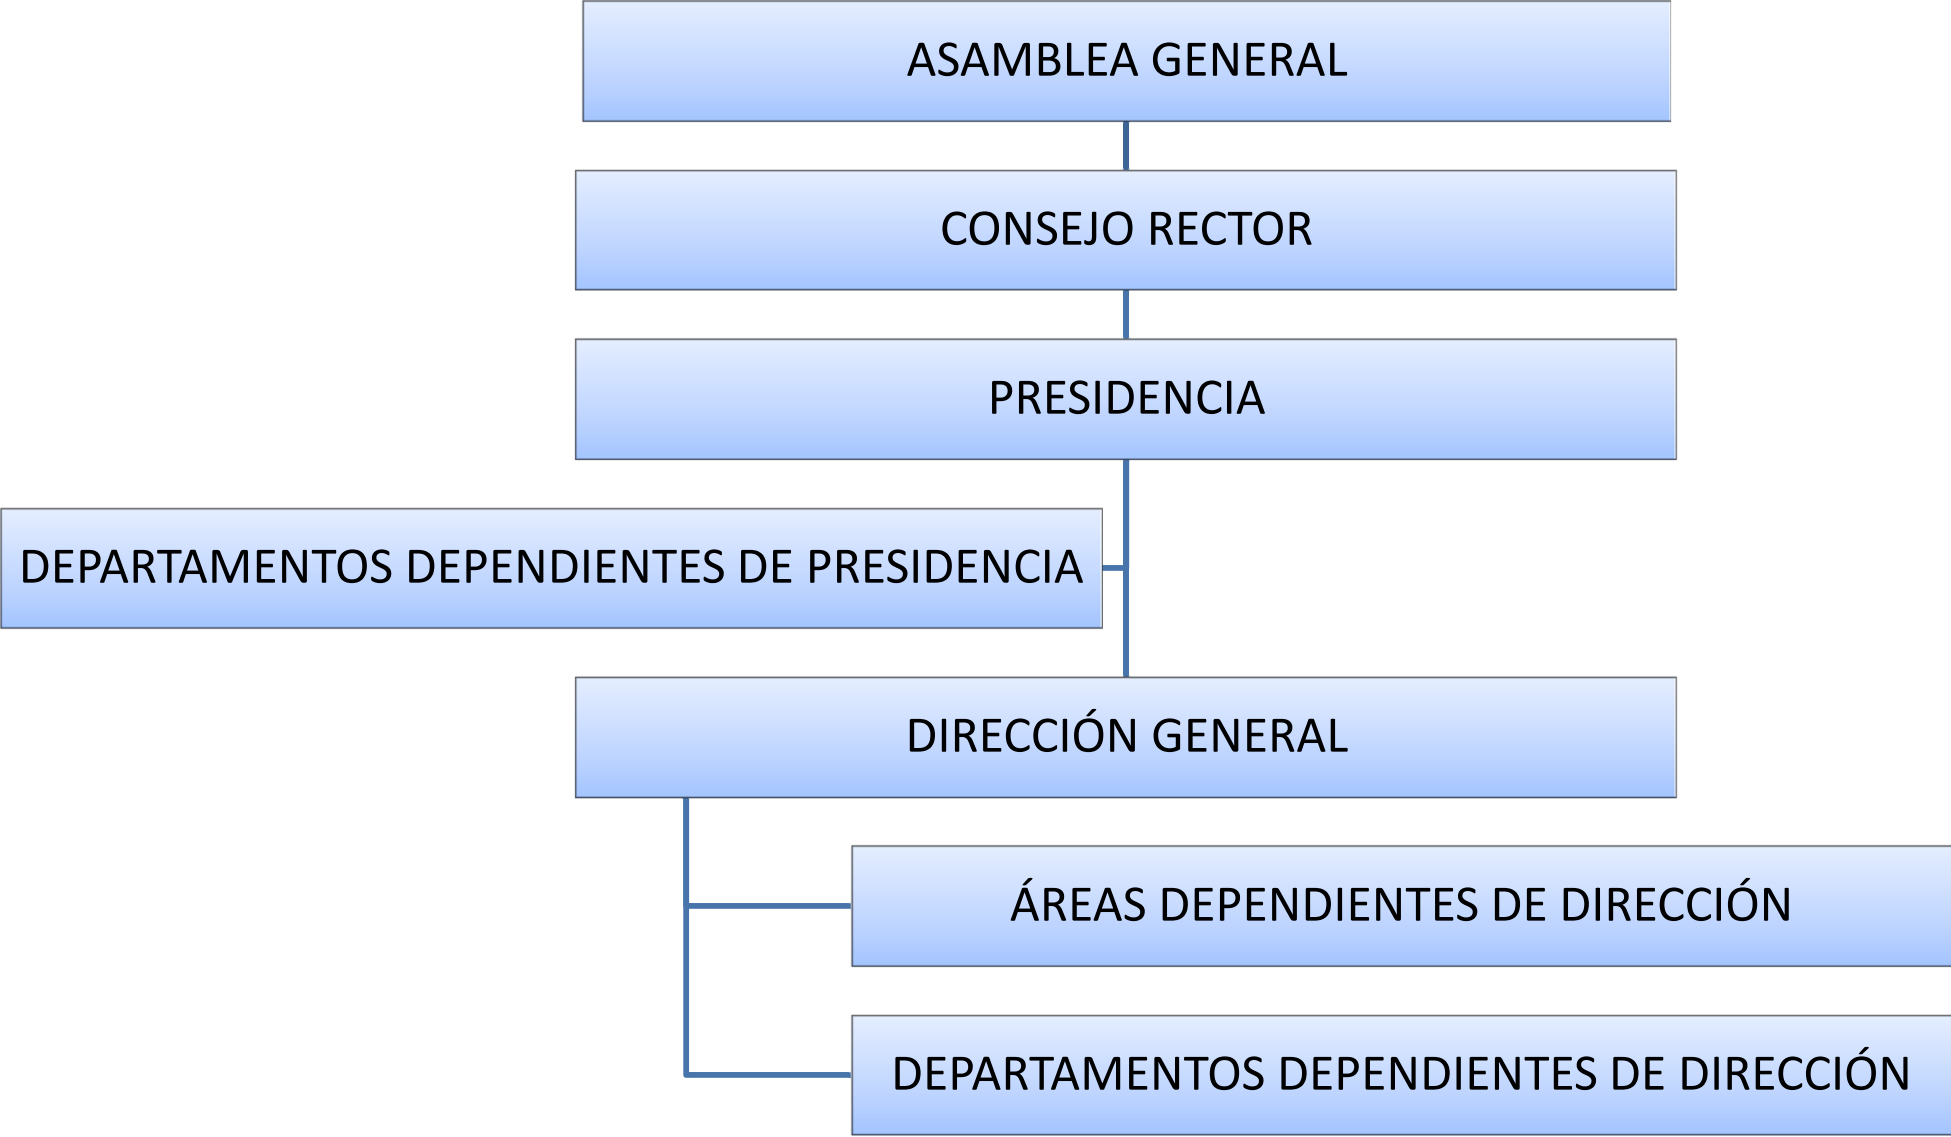 ASAMBLEA GENERAL
CONSEJO RECTOR
PRESIDENCIA
DEPARTAMENTOS DEPENDIENTES DE PRESIDENCIA
DIRECCIÓN GENERAL
ÁREAS DEPENDIENTES DE DIRECCIÓN
DEPARTAMENTOS DEPENDIENTES DE DIRECCIÓN